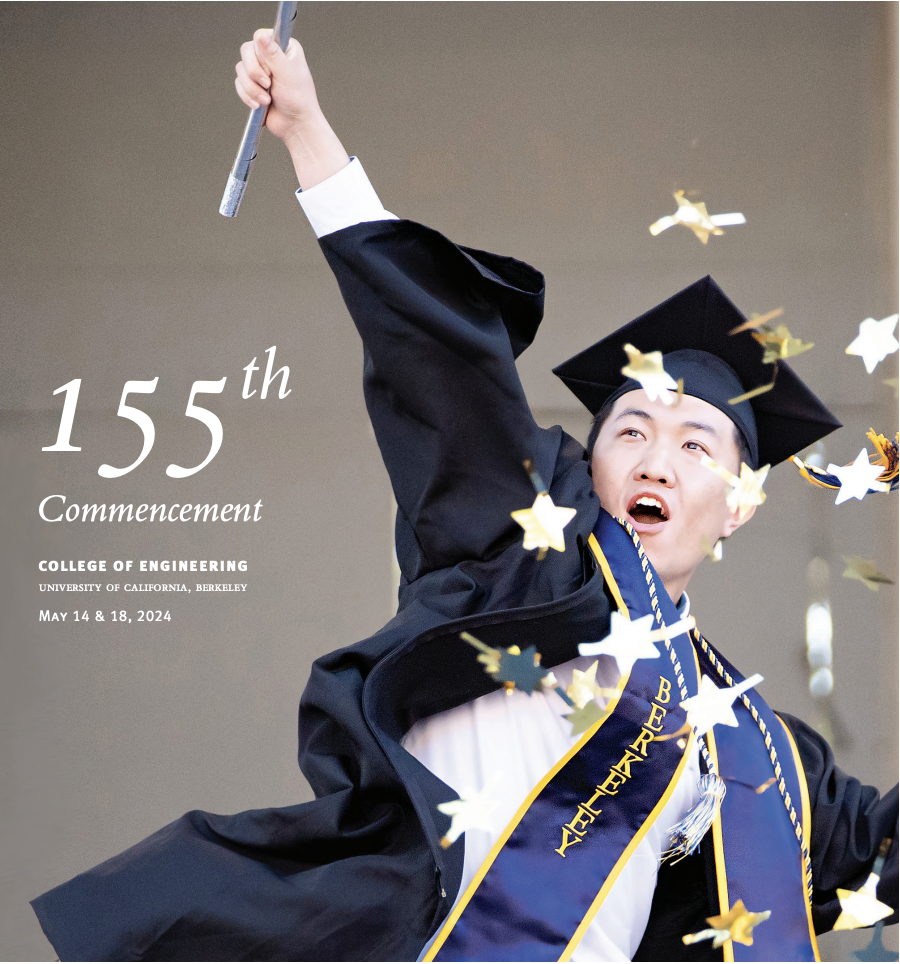 155th
Commencement
COLLEGE OF ENGINEERING
UNIVERSITY OF CALIFORNIA, BERKELEY
MAY 14 & 18, 2024
BERKELEY